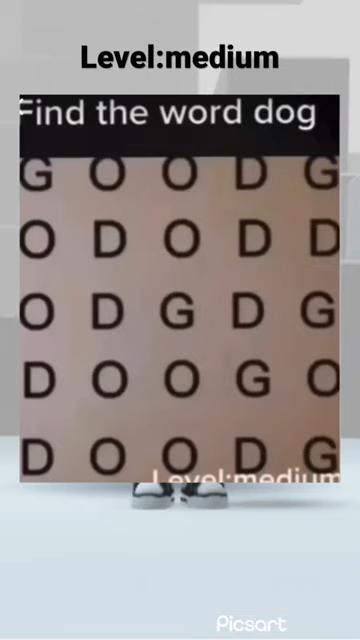 Level:medium
Find the word dog
G O O D G
O D O D D
O D G D G
D O O G O
D O O D G
Level:medium
Picsart